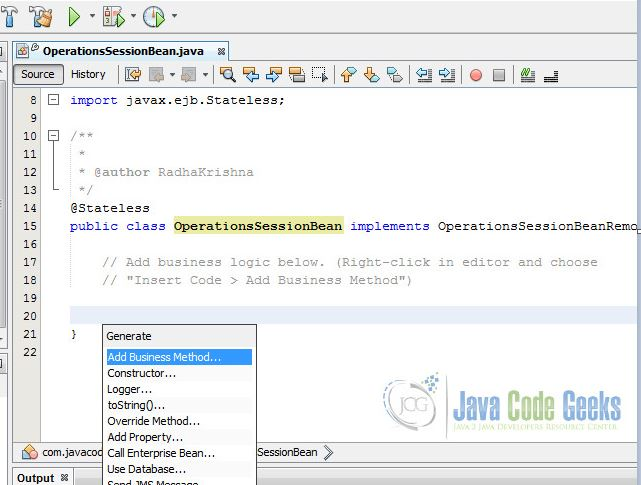 OperationsSessionBean.java
Source History
8 import javax.ejb.Stateless;
9
10 /**
11 *
12 * @author RadhaKrishna
13 */
14 @Stateless
15 public class OperationsSessionBean implements OperationsSessionBeanRemo
16
17 // Add business logic below. (Right-click in editor and choose
18 // "Insert Code > Add Business Method")
19
20
21 }
22
Generate
Add Business Method...
Constructor...
Logger...
toString()...
Override Method...
Add Property...
Call Enterprise Bean...
Use Database...
Send JMS Message
JCG
Java Code Geeks
Java 2 Java Developers Resource Center
com.javacod
SessionBean
Output